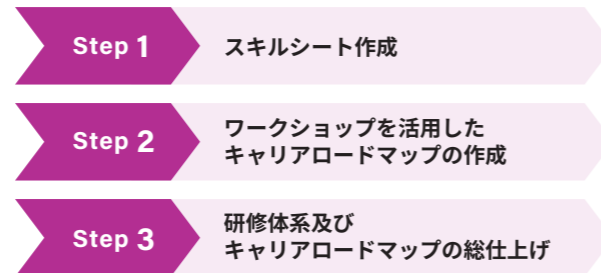 Step 1
スキルシート作成
Step 2
ワークショップを活用した
キャリアロードマップの作成
Step 3
研修体系及び
キャリアロードマップの総仕上げ